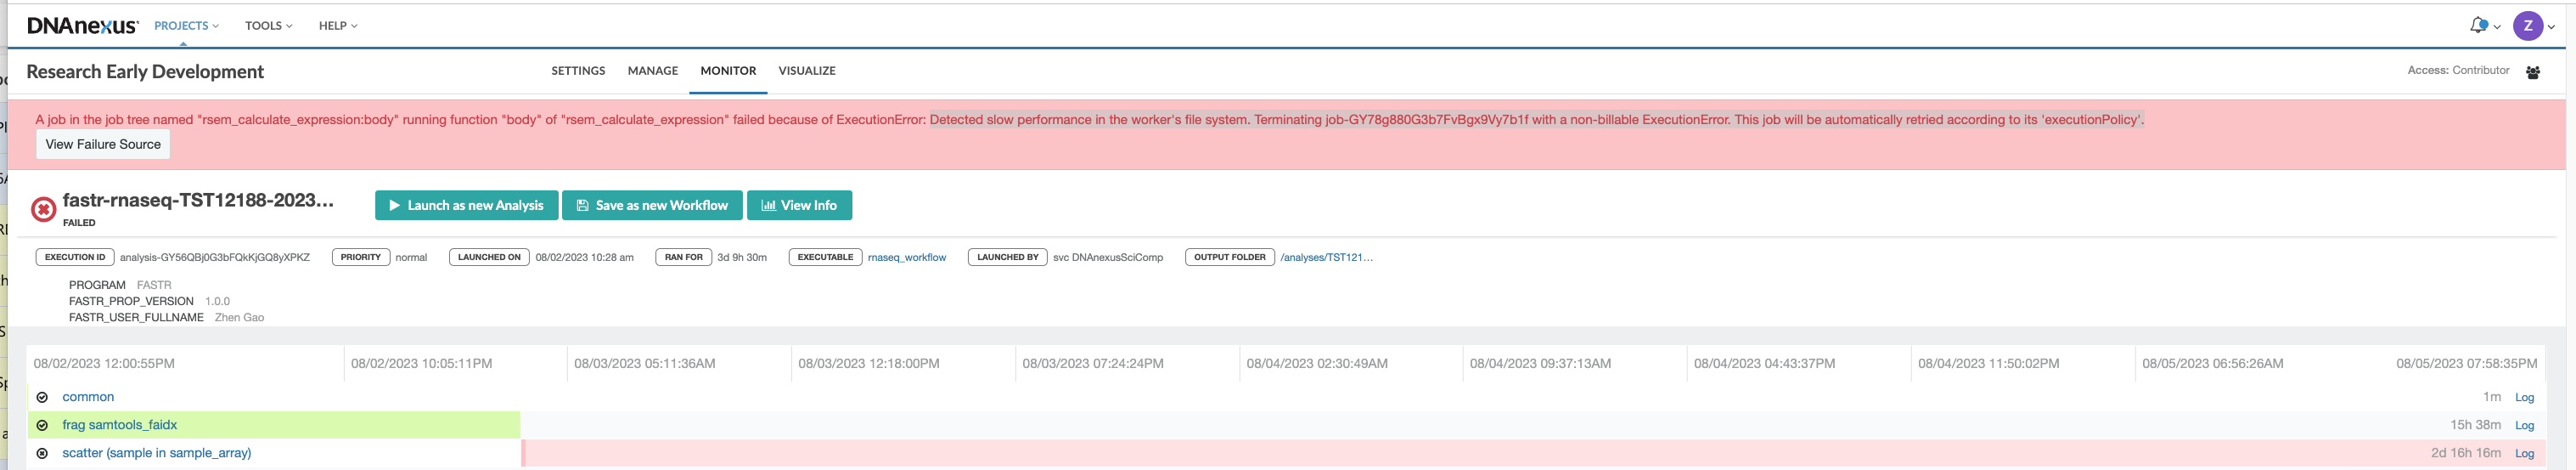 DNAnexus PROJECTS TOOLS HELP Z
Research Early Development SETTINGS MANAGE MONITOR VISUALIZE Access: Contributor
A job in the job tree named "rsem_calculate_expression:body" running function "body" of "rsem_calculate_expression" failed because of ExecutionError: Detected slow performance in the worker's file system. Terminating job-GY78g880G3b7FvBgx9Vy7b1f with a non-billable ExecutionError. This job will be automatically retried according to its 'executionPolicy'.
View Failure Source
fastr-rnaseq-TST12188-2023... Launch as new Analysis Save as new Workflow View Info
FAILED
EXECUTION ID analysis-GY56QBj0G3bFQkKjGQ8yXPKZ PRIORITY normal LAUNCHED ON 08/02/2023 10:28 am RAN FOR 3d 9h 30m EXECUTABLE rnaseq_workflow LAUNCHED BY svc DNAnexusSciComp OUTPUT FOLDER /analyses/TST121...
PROGRAM FASTR
FASTR_PROP_VERSION 1.0.0
FASTR_USER_FULLNAME Zhen Gao
08/02/2023 12:00:55PM 08/02/2023 10:05:11PM 08/03/2023 05:11:36AM 08/03/2023 12:18:00PM 08/03/2023 07:24:24PM 08/04/2023 02:30:49AM 08/04/2023 09:37:13AM 08/04/2023 04:43:37PM 08/04/2023 11:50:02PM 08/05/2023 06:56:26AM 08/05/2023 07:58:35PM
common 1m Log
frag samtools_faidx 15h 38m Log
scatter (sample in sample_array) 2d 16h 16m Log